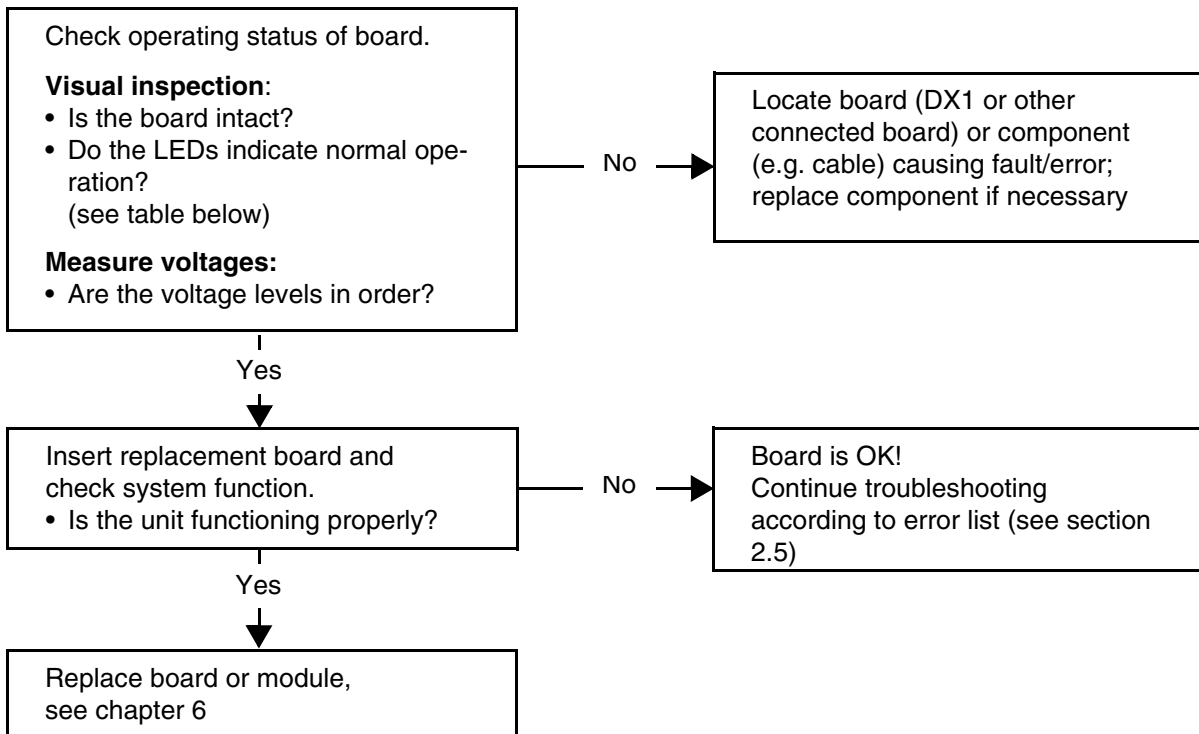 Check operating status of board.
Visual inspection:
• Is the board intact?
• Do the LEDs indicate normal ope-
ration?
(see table below)
Measure voltages:
• Are the voltage levels in order?
No
Locate board (DX1 or other
connected board) or component
(e.g. cable) causing fault/error;
replace component if necessary
Yes
Insert replacement board and
check system function.
• Is the unit functioning properly?
No
Board is OK!
Continue troubleshooting
according to error list (see section
2.5)
Yes
Replace board or module,
see chapter 6